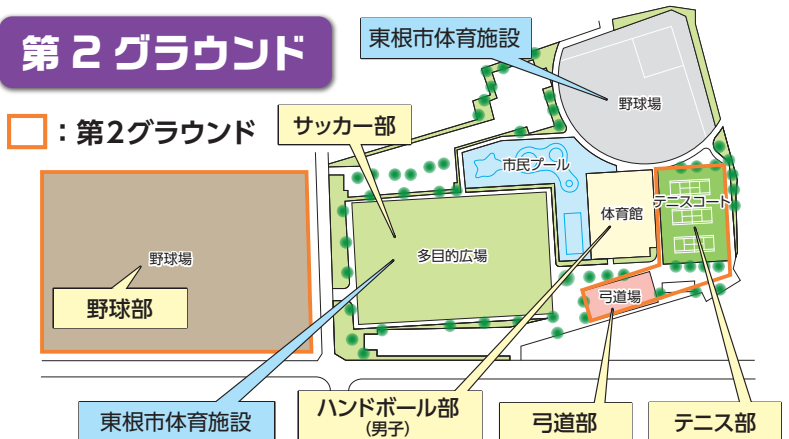 第2グラウンド
東根市体育施設
：第2グラウンド
サッカー部
野球場
市民プール
体育館
テニスコート
野球場
多目的広場
野球部
弓道場
東根市体育施設
ハンドボール部
(男子)
弓道部
テニス部